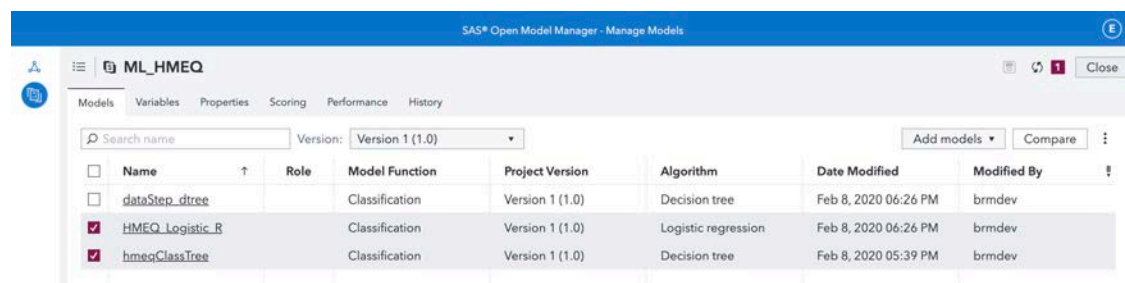 SAS® Open Model Manager - Manage Models
E
ML_HMEQ
1
Close
Models Variables Properties Scoring Performance History
Search name
Version: Version 1 (1.0)
Add models
Compare
Name Role Model Function Project Version Algorithm Date Modified Modified By
dataStep_dtree Classification Version 1 (1.0) Decision tree Feb 8, 2020 06:26 PM brmdev
HMEQ_Logistic_R Classification Version 1 (1.0) Logistic regression Feb 8, 2020 06:26 PM brmdev
hmeqClassTree Classification Version 1 (1.0) Decision tree Feb 8, 2020 05:39 PM brmdev